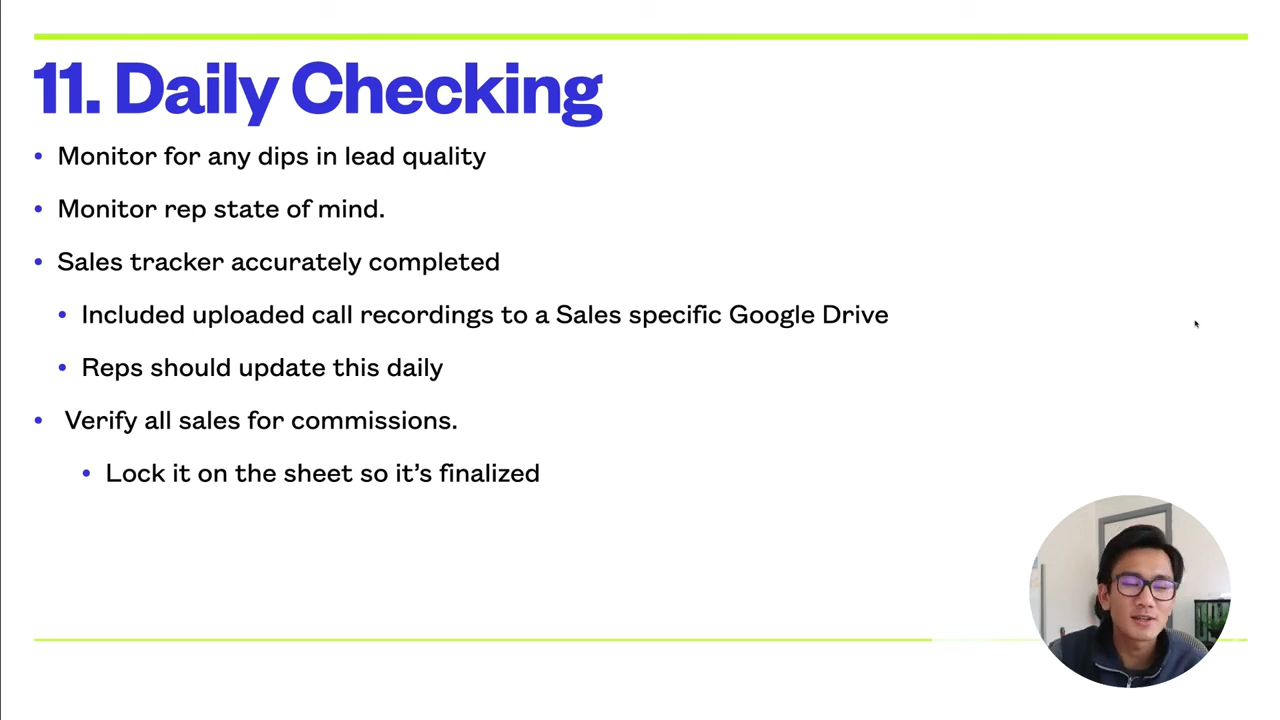 11. Daily Checking
• Monitor for any dips in lead quality
• Monitor rep state of mind.
• Sales tracker accurately completed
• Included uploaded call recordings to a Sales specific Google Drive
• Reps should update this daily
• Verify all sales for commissions.
• Lock it on the sheet so it’s finalized